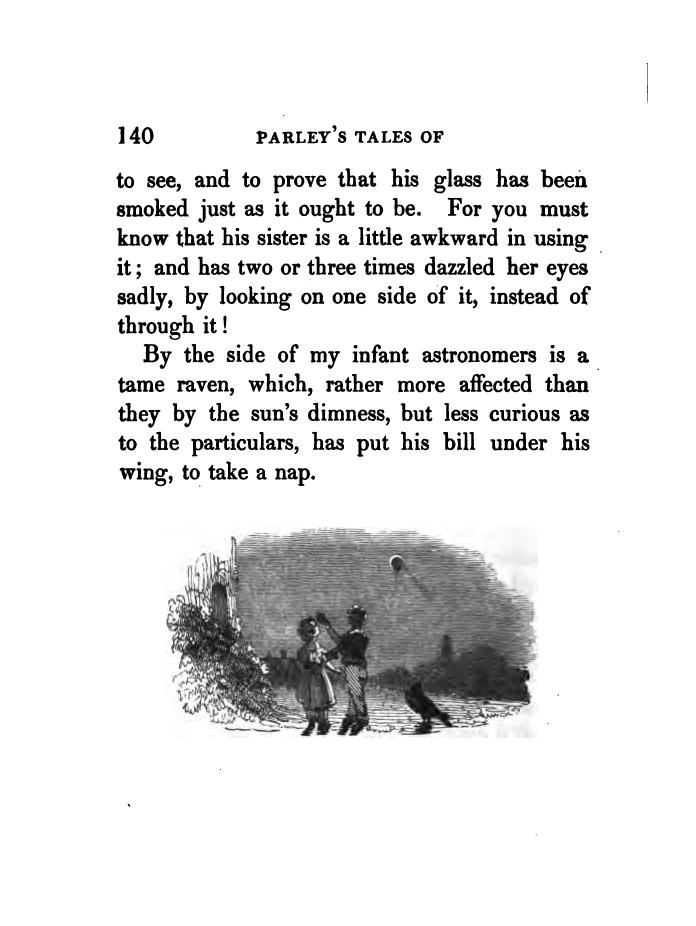 140 PARLEY'S TALES OF
to see, and to prove that his glass has been
smoked just as it ought to be. For you must
know that his sister is a little awkward in using
it; and has two or three times dazzled her eyes
sadly, by looking on one side of it, instead of
through it!
By the side of my infant astronomers is a
tame raven, which, rather more affected than
they by the sun's dimness, but less curious as
to the particulars, has put his bill under his
wing, to take a nap.